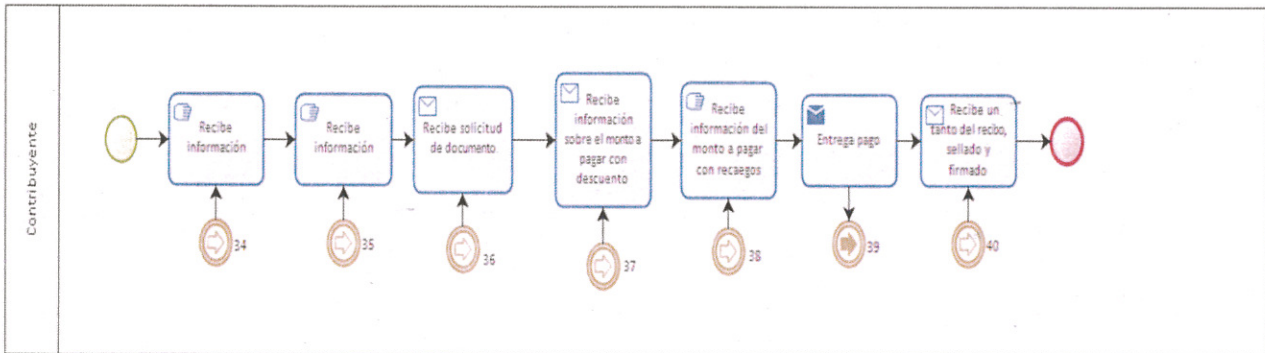 Contribuyente
Recibe
información
Recibe
información
Recibe solicitud
de documento.
Recibe
información
sobre el monto a
pagar con
descuento
Recibe
información del
monto a pagar
con recaegos
Entrega pago
Recibe un
tanto del recibo,
sellado y
firmado
34
35
36
37
38
39
40